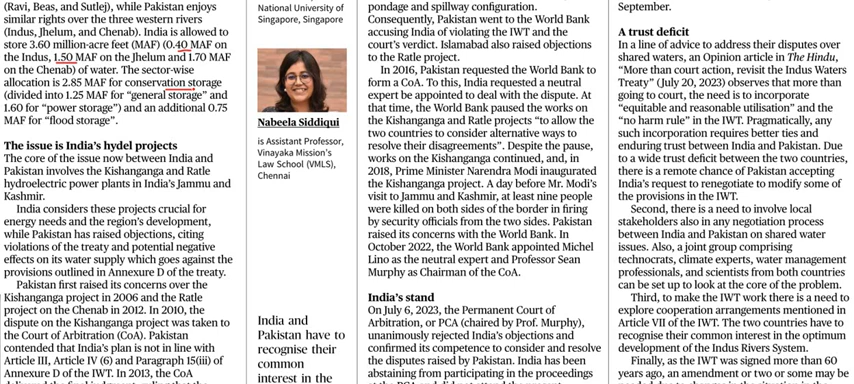 (Ravi, Beas, and Sutlej), while Pakistan enjoys
similar rights over the three western rivers
(Indus, Jhelum, and Chenab). India is allowed to
store 3.60 million-acre feet (MAF) (0.40 MAF on
the Indus, 1.50 MAF on the Jhelum and 1.70 MAF
on the Chenab) of water. The sector-wise
allocation is 2.85 MAF for conservation storage
(divided into 1.25 MAF for “general storage” and
1.60 for “power storage”) and an additional 0.75
MAF for “flood storage”.
The issue is India’s hydel projects
The core of the issue now between India and
Pakistan involves the Kishanganga and Ratle
hydroelectric power plants in India’s Jammu and
Kashmir.
India considers these projects crucial for
energy needs and the region’s development,
while Pakistan has raised objections, citing
violations of the treaty and potential negative
effects on its water supply which goes against the
provisions outlined in Annexure D of the treaty.
Pakistan first raised its concerns over the
Kishanganga project in 2006 and the Ratle
project on the Chenab in 2012. In 2010, the
dispute on the Kishanganga project was taken to
the Court of Arbitration (CoA). Pakistan
contended that India’s plan is not in line with
Article III, Article IV (6) and Paragraph 15(iii) of
Annexure D of the IWT. In 2013, the CoA
National University of
Singapore, Singapore
Nabeela Siddiqui
is Assistant Professor,
Vinayaka Mission’s
Law School (VMLS),
Chennai
India and
Pakistan have to
recognise their
common
interest in the
pondage and spillway configuration.
Consequently, Pakistan went to the World Bank
accusing India of violating the IWT and the
court’s verdict. Islamabad also raised objections
to the Ratle project.
In 2016, Pakistan requested the World Bank to
form a CoA. To this, India requested a neutral
expert be appointed to deal with the dispute. At
that time, the World Bank paused the works on
the Kishanganga and Ratle projects “to allow the
two countries to consider alternative ways to
resolve their disagreements”. Despite the pause,
works on the Kishanganga continued, and, in
2018, Prime Minister Narendra Modi inaugurated
the Kishanganga project. A day before Mr. Modi’s
visit to Jammu and Kashmir, at least nine people
were killed on both sides of the border in firing
by security officials from the two sides. Pakistan
raised its concerns with the World Bank. In
October 2022, the World Bank appointed Michel
Lino as the neutral expert and Professor Sean
Murphy as Chairman of the CoA.
India’s stand
On July 6, 2023, the Permanent Court of
Arbitration, or PCA (chaired by Prof. Murphy),
unanimously rejected India’s objections and
confirmed its competence to consider and resolve
the disputes raised by Pakistan. India has been
abstaining from participating in the proceedings
September.
A trust deficit
In a line of advice to address their disputes over
shared waters, an Opinion article in The Hindu,
“More than court action, revisit the Indus Waters
Treaty” (July 20, 2023) observes that more than
going to court, the need is to incorporate
“equitable and reasonable utilisation” and the
“no harm rule” in the IWT. Pragmatically, any
such incorporation requires better ties and
enduring trust between India and Pakistan. Due
to a wide trust deficit between the two countries,
there is a remote chance of Pakistan accepting
India’s request to renegotiate to modify some of
the provisions in the IWT.
Second, there is a need to involve local
stakeholders also in any negotiation process
between India and Pakistan on shared water
issues. Also, a joint group comprising
technocrats, climate experts, water management
professionals, and scientists from both countries
can be set up to look at the core of the problem.
Third, to make the IWT work there is a need to
explore cooperation arrangements mentioned in
Article VII of the IWT. The two countries have to
recognise their common interest in the optimum
development of the Indus Rivers System.
Finally, as the IWT was signed more than 60
years ago, an amendment or two or some may be